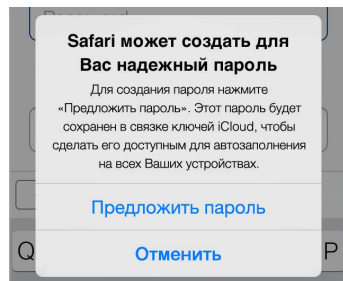 Safari может создать для
Вас надежный пароль
Для создания пароля нажмите
«Предложить пароль». Этот пароль будет
сохранен в связке ключей iCloud, чтобы
сделать его доступным для автозаполнения
на всех Ваших устройствах.
Предложить пароль
Отменить
Q
P